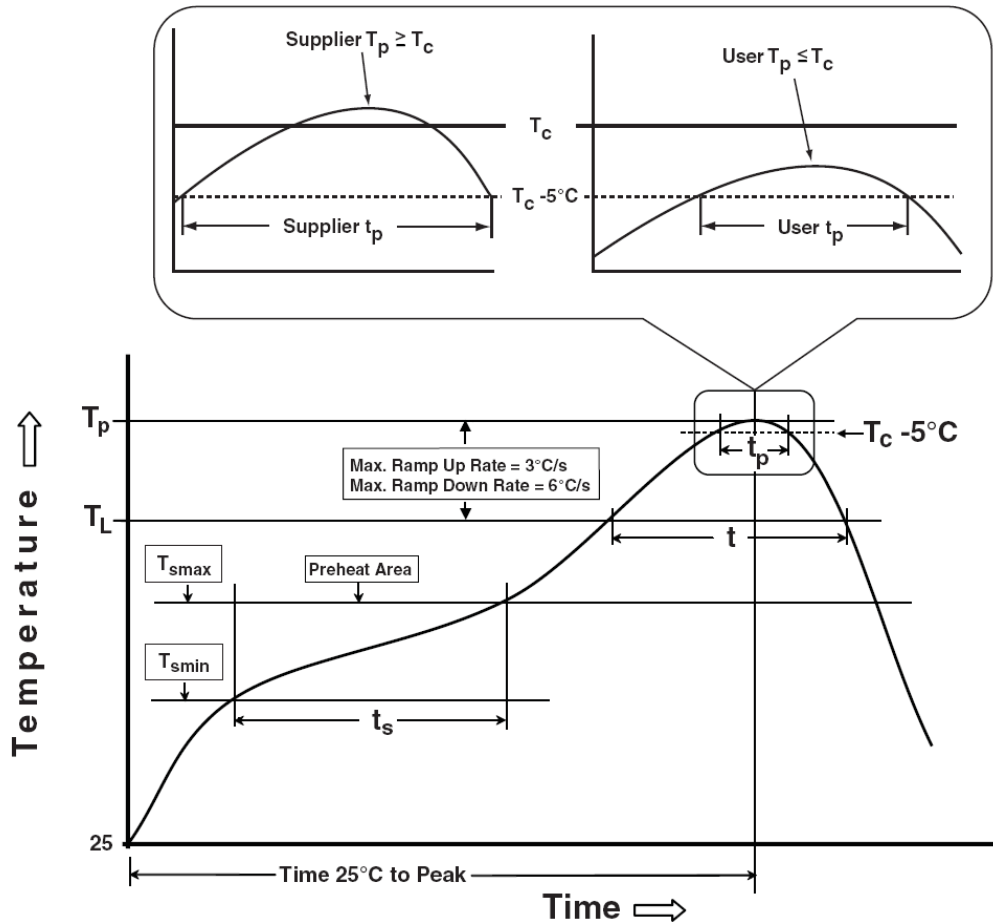 Supplier Tp ≥ Tc
User Tp ≤ Tc
Tc
Tc -5°C
Supplier tp
User tp
Tp
Tc -5°C
tp
Max. Ramp Up Rate = 3°C/s
Max. Ramp Down Rate = 6°C/s
TL
t
Tsmax
Preheat Area
Tsmin
ts
Temperature
25
Time 25°C to Peak
Time